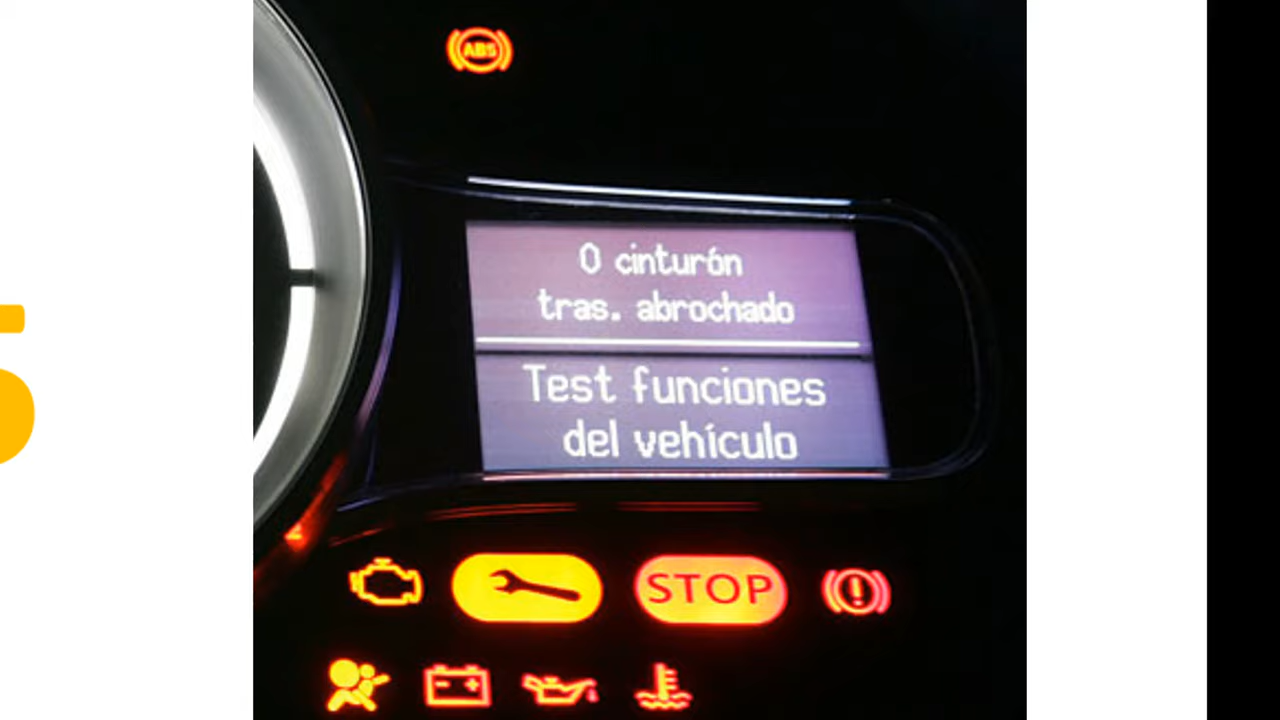 ABS
0 cinturón
tras. abrochado
Test funciones
del vehículo
STOP